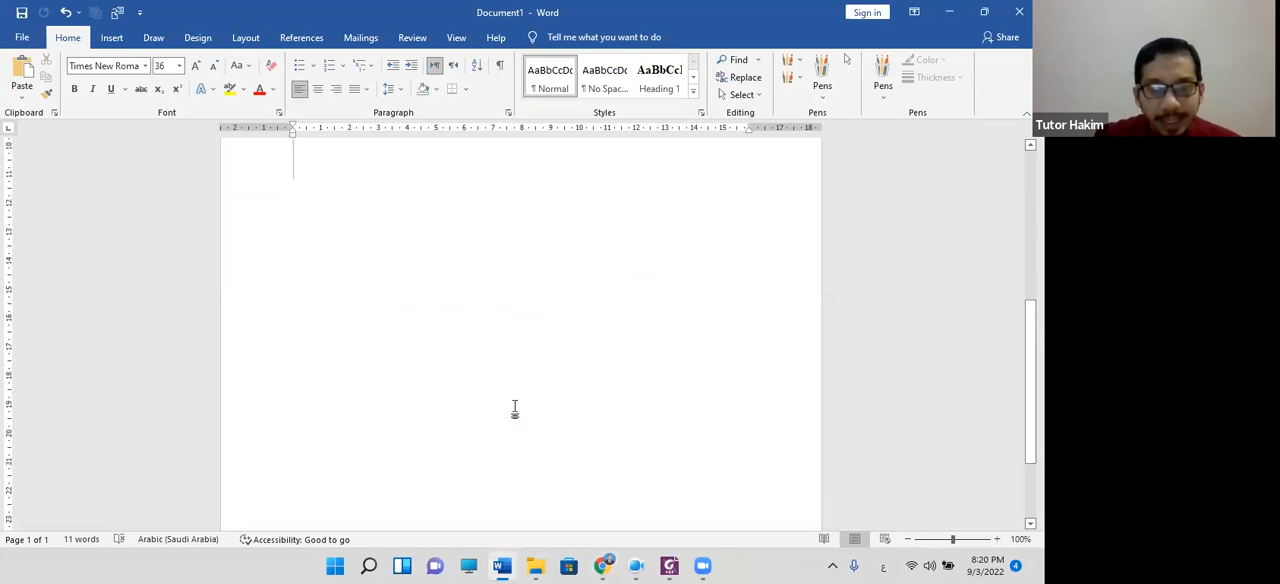 Document1 - Word
Sign in
File Home Insert Draw Design Layout References Mailings Review View Help Tell me what you want to do Share
Times New Roma 36
Paste
Clipboard Font Paragraph
AaBbCcDc AaBbCcDc AaBbCcI
¶ Normal ¶ No Spac... Heading 1
Styles
Find
Replace
Select
Editing
Pens
Pens
Pens
Color
Thickness
Pens
Tutor Hakim
Page 1 of 1 11 words Arabic (Saudi Arabia) Accessibility: Good to go 100%
ع
8:20 PM
9/3/2022
4